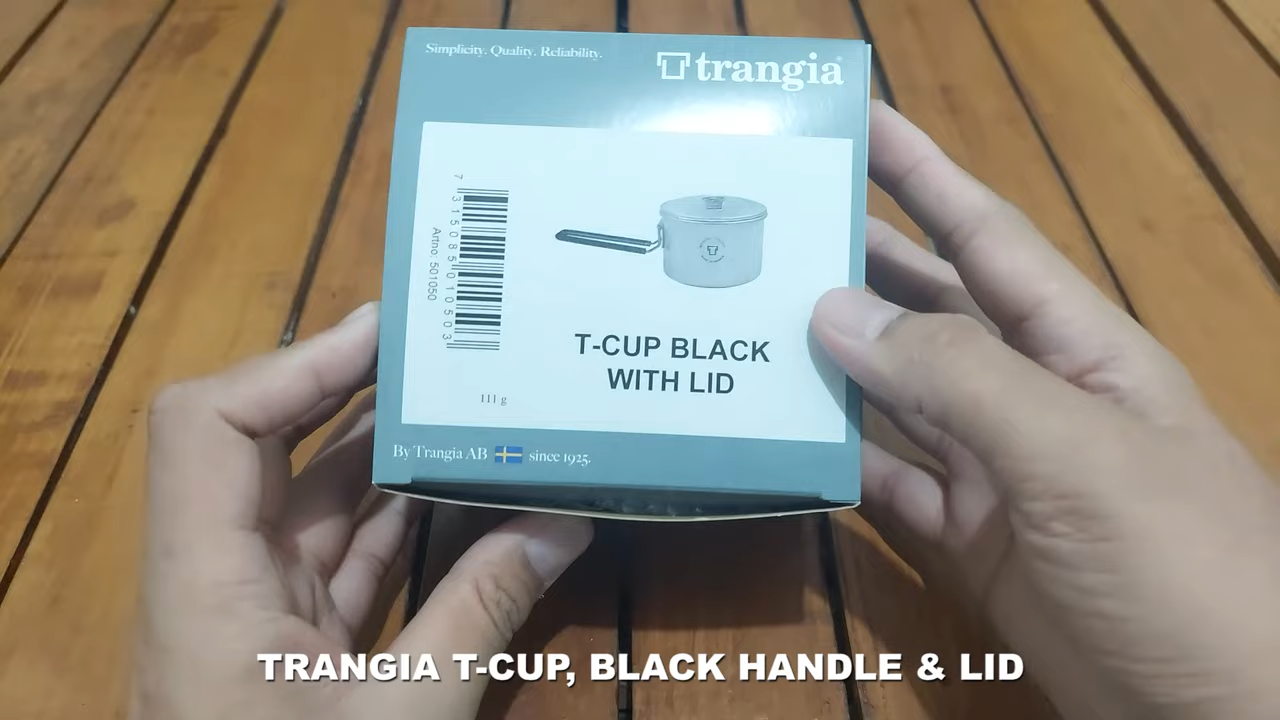 Simplicity. Quality. Reliability.
trangia
7 315085 010503
Artno. 501050
T-CUP BLACK
WITH LID
111 g
By Trangia AB since 1925.
TRANGIA T-CUP, BLACK HANDLE & LID